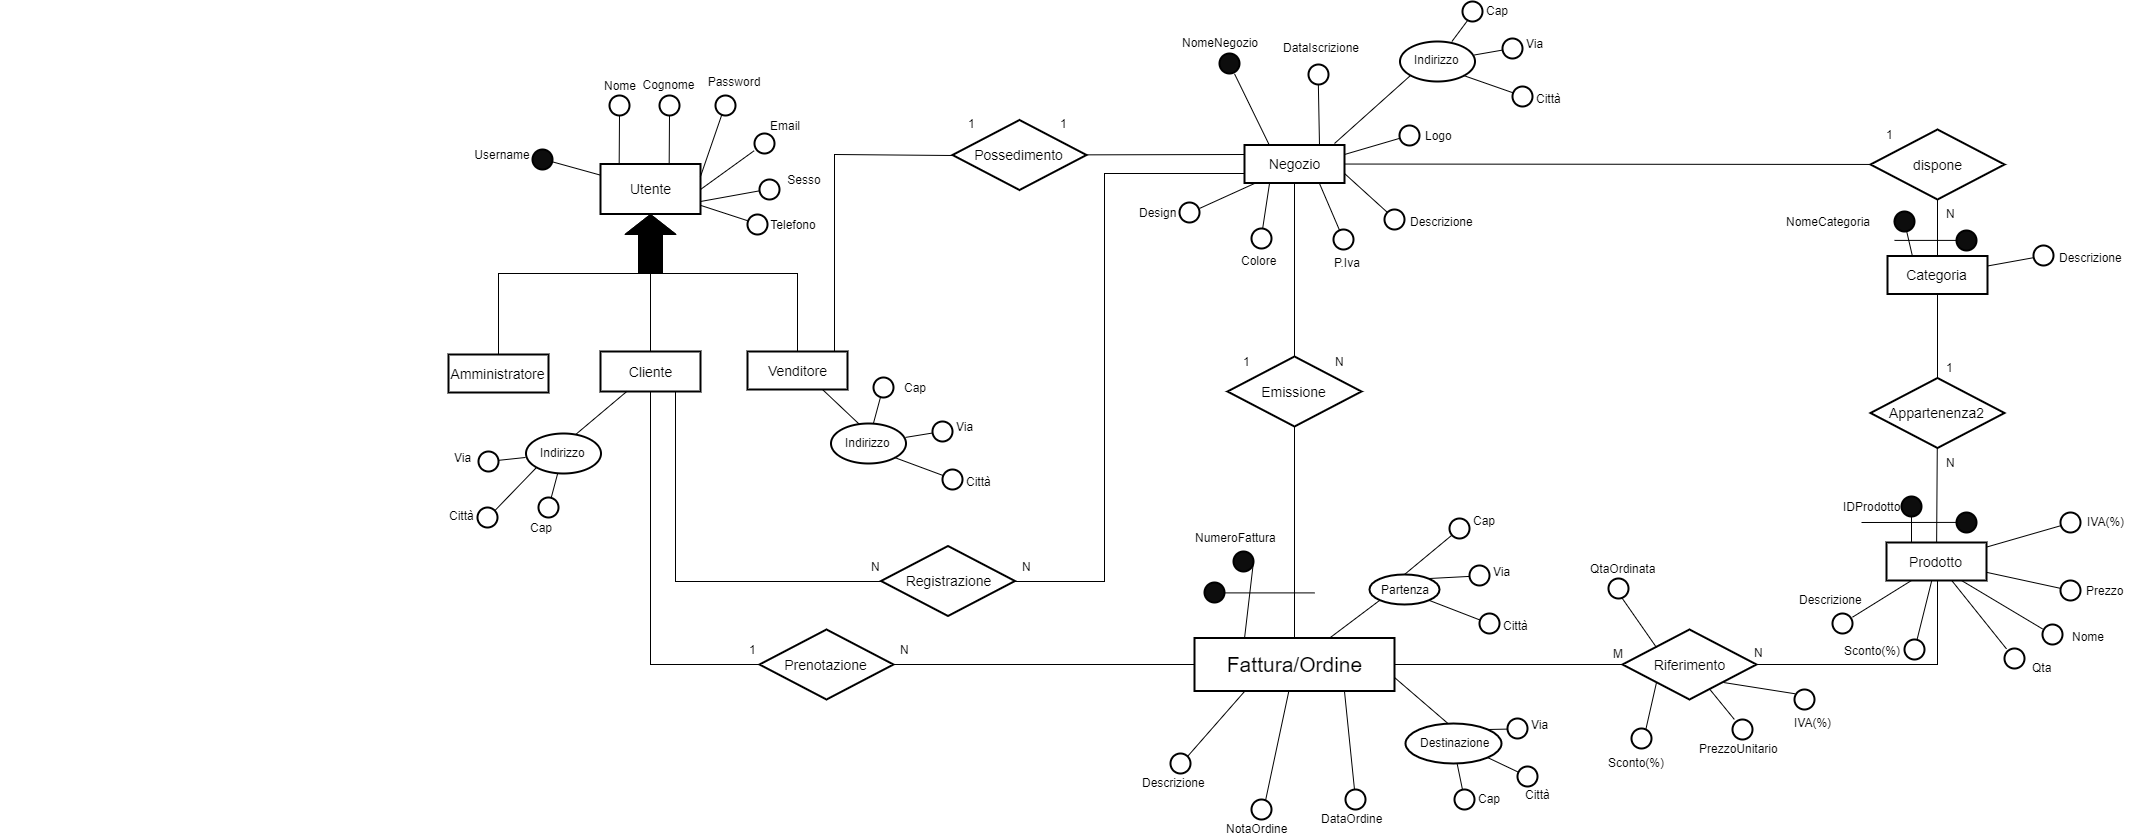 Cap
NomeNegozio
DataIscrizione
Via
Indirizzo
Nome
Cognome
Password
Città
Email
1
1
Logo
1
Username
Possedimento
Negozio
dispone
Utente
Sesso
Telefono
Design
Descrizione
N
NomeCategoria
Colore
P.Iva
Descrizione
Categoria
1
N
1
Amministratore
Cliente
Venditore
Cap
Emissione
Appartenenza2
Via
Indirizzo
Via
Indirizzo
N
Città
Città
Cap
IDProdotto
Cap
IVA(%)
NumeroFattura
N
N
Via
QtaOrdinata
Prodotto
Registrazione
Partenza
Prezzo
Descrizione
Città
Nome
1
N
M
N
Sconto(%)
Prenotazione
Fattura/Ordine
Riferimento
Qta
Via
IVA(%)
Destinazione
PrezzoUnitario
Sconto(%)
Descrizione
Cap
Città
NotaOrdine
DataOrdine